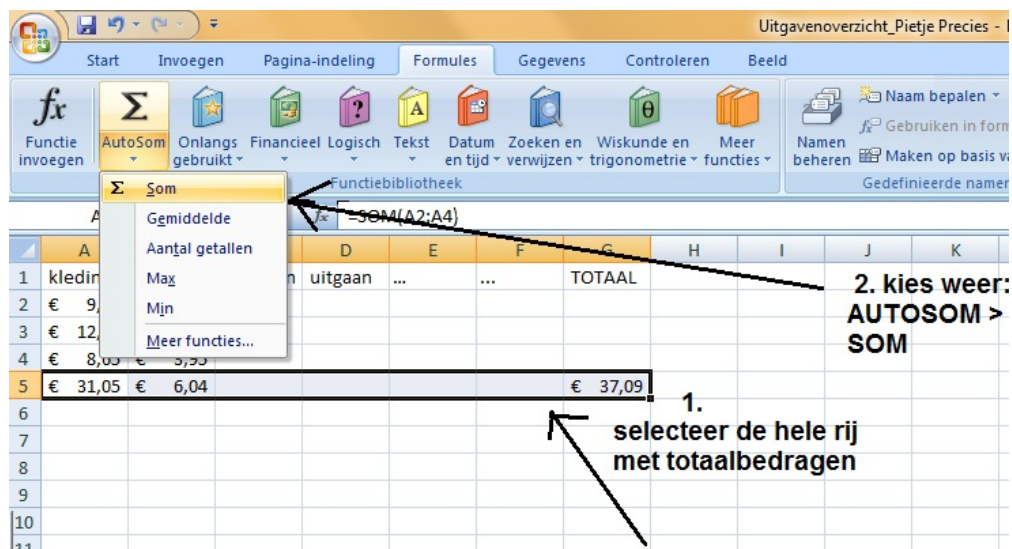 Uitgavenoverzicht_Pietje Precies -
Start Invoegen Pagina-indeling Formules Gegevens Controleren Beeld
fx Σ ? A θ
Functie invoegen
AutoSom
Onlangs gebruikt
Financieel
Logisch
Tekst
Datum en tijd
Zoeken en verwijzen
Wiskunde en trigonometrie
Meer functies
Namen beheren
Naam bepalen
Gebruiken in form
Maken op basis va
Functiebibliotheek
Gedefinieerde namen
Σ Som
Gemiddelde
Aantal getallen
Max
Min
Meer functies...
A fx =SOM(A2:A4)
A D E F G H I J K
1 kledin n uitgaan ... ... TOTAAL
2 € 9,
3 € 12,
4 € 8,05 € 3,95
5 € 31,05 € 6,04 € 37,09
6
7
8
9
10
11
2. kies weer:
AUTOSOM >
SOM
1.
selecteer de hele rij
met totaalbedragen